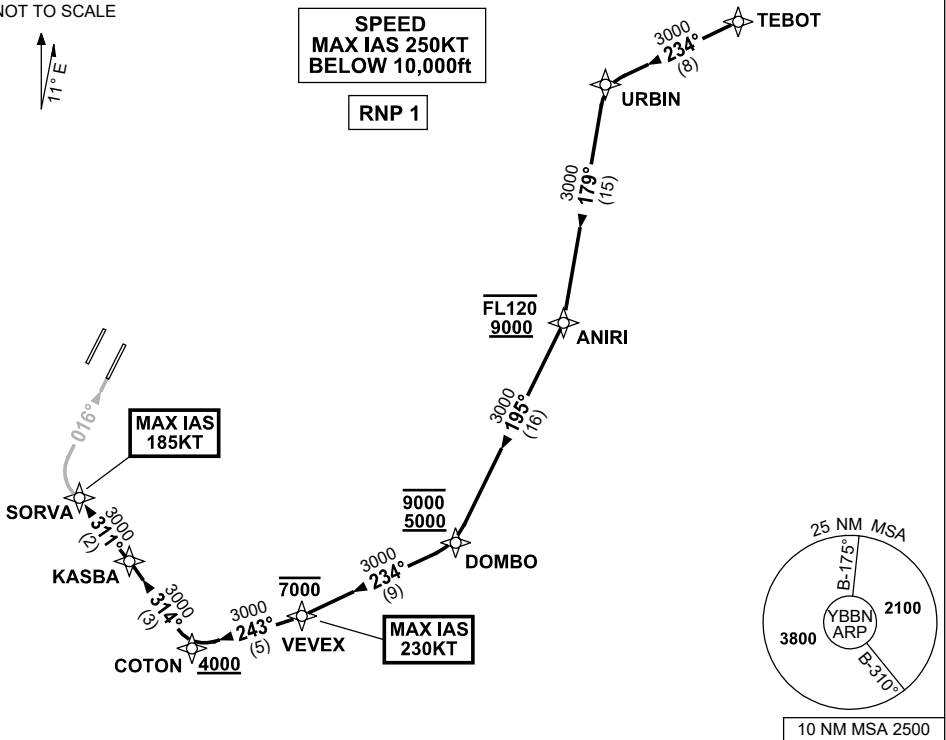 NOT TO SCALE
11° E
SPEED
MAX IAS 250KT
BELOW 10,000ft
RNP 1
TEBOT
3000
234°
(8)
URBIN
3000
179°
(15)
FL120
9000
ANIRI
3000
195°
(16)
9000
5000
DOMBO
3000
234°
(9)
7000
VEVEX
MAX IAS
230KT
3000
243°
(5)
COTON
4000
3000
314°
(3)
KASBA
3000
311°
(2)
SORVA
MAX IAS
185KT
016°
25 NM MSA
B-175°
2100
YBBN
ARP
3800
B-310°
10 NM MSA 2500